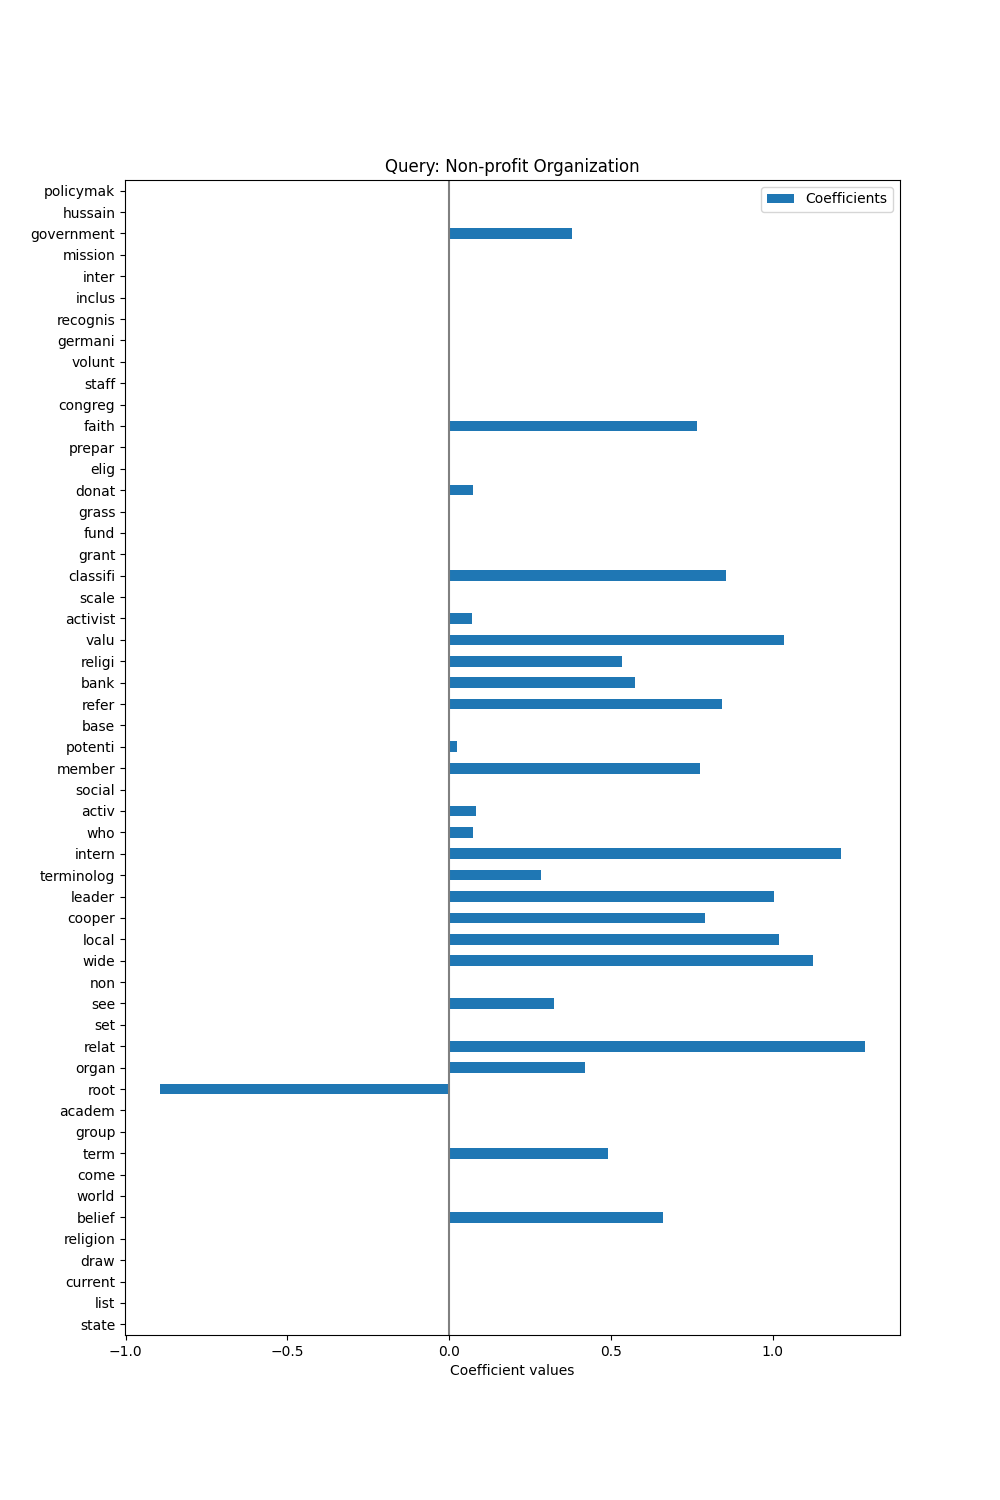 Query: Non-profit Organization
Coefficients
policymak
hussain
government
mission
inter
inclus
recognis
germani
volunt
staff
congreg
faith
prepar
elig
donat
grass
fund
grant
classifi
scale
activist
valu
religi
bank
refer
base
potenti
member
social
activ
who
intern
terminolog
leader
cooper
local
wide
non
see
set
relat
organ
root
academ
group
term
come
world
belief
religion
draw
current
list
state
−1.0 −0.5 0.0 0.5 1.0
Coefficient values